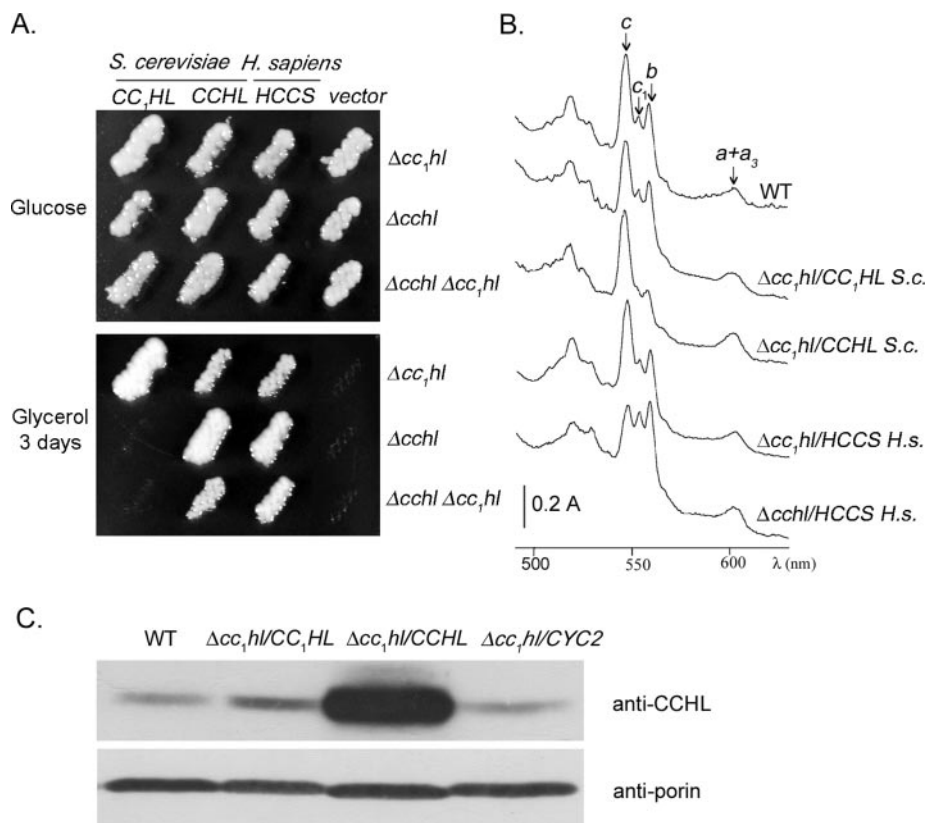 A.
S. cerevisiae H. sapiens
CC₁HL CCHL HCCS vector
Glucose
Δcc₁hl
Δcchl
Δcchl Δcc₁hl
Glycerol
3 days
Δcc₁hl
Δcchl
Δcchl Δcc₁hl
B.
c
c₁
b
a+a₃
WT
Δcc₁hl/CC₁HL S.c.
Δcc₁hl/CCHL S.c.
Δcc₁hl/HCCS H.s.
Δcchl/HCCS H.s.
0.2 A
500 550 600 λ (nm)
C.
WT Δcc₁hl/CC₁HL Δcc₁hl/CCHL Δcc₁hl/CYC2
anti-CCHL
anti-porin